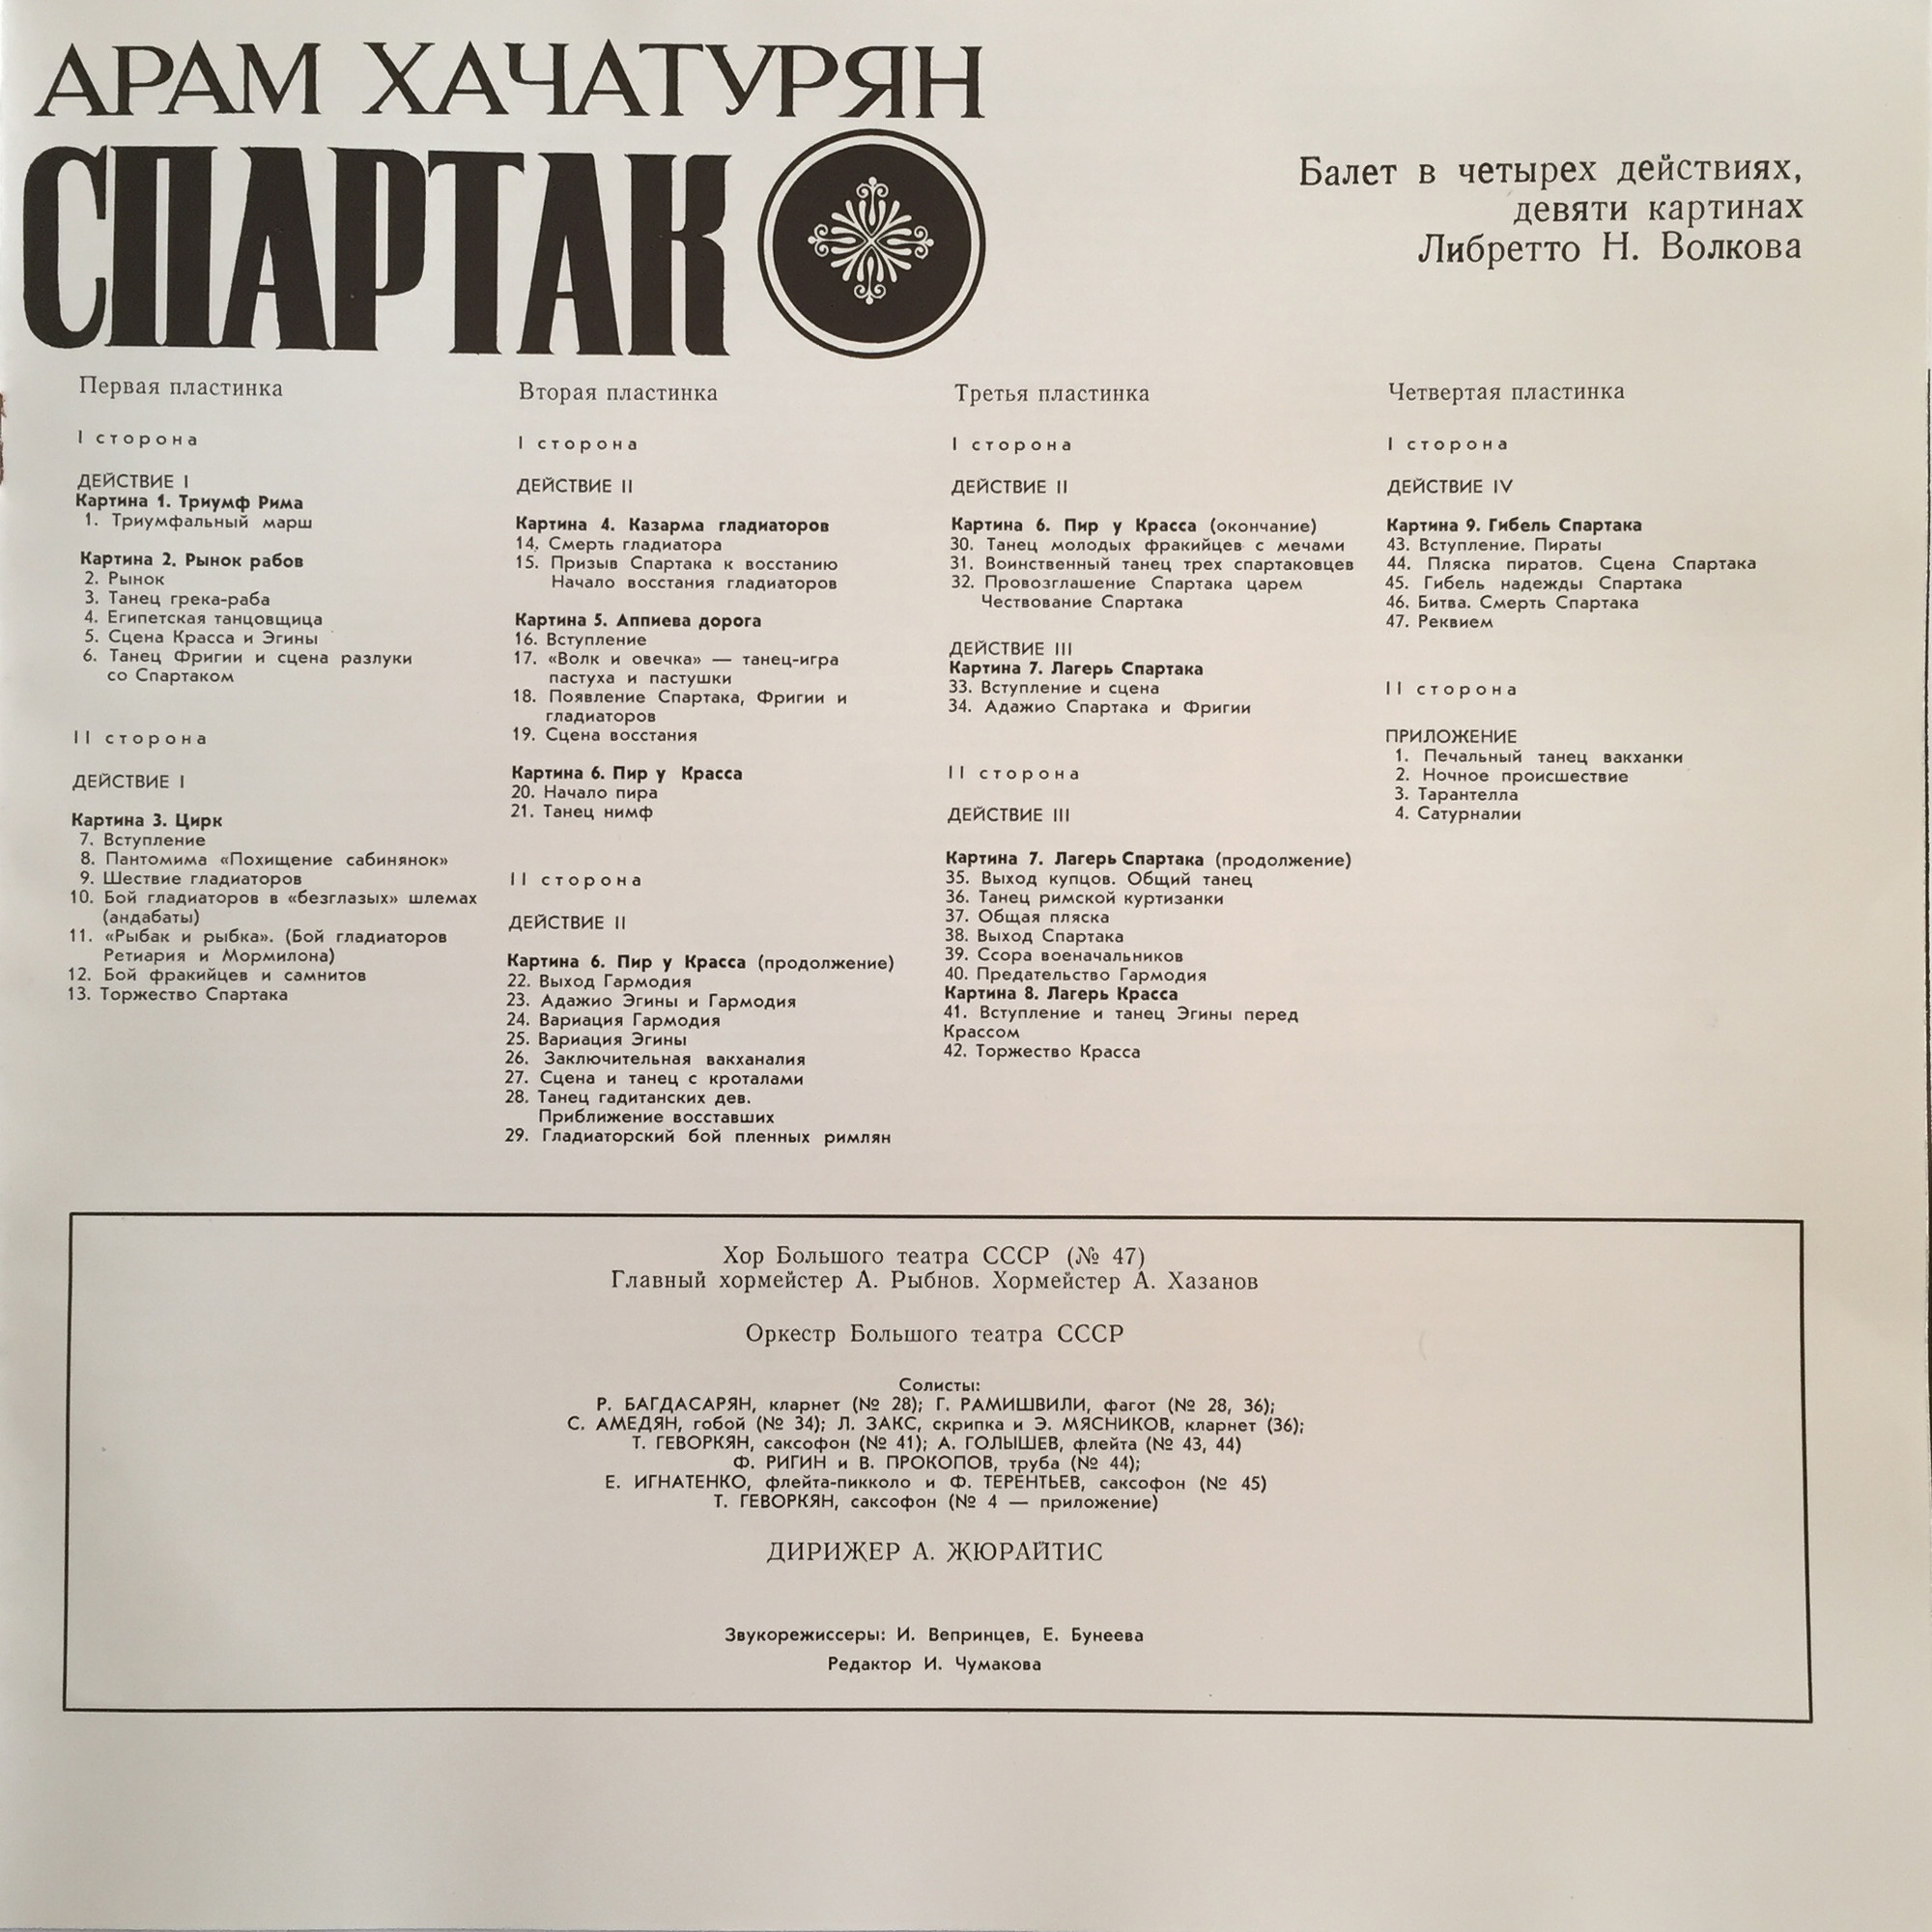 АРАМ ХАЧАТУРЯН
СПАРТАК
Балет в четырех действиях,
девяти картинах
Либретто Н. Волкова
Первая пластинка
I сторона
ДЕЙСТВИЕ I
Картина 1. Триумф Рима
1. Триумфальный марш
Картина 2. Рынок рабов
2. Рынок
3. Танец грека-раба
4. Египетская танцовщица
5. Сцена Красса и Эгины
6. Танец Фригии и сцена разлуки
со Спартаком
II сторона
ДЕЙСТВИЕ I
Картина 3. Цирк
7. Вступление
8. Пантомима «Похищение сабинянок»
9. Шествие гладиаторов
10. Бой гладиаторов в «безглазых» шлемах
(андабаты)
11. «Рыбак и рыбка». (Бой гладиаторов
Ретиария и Мормилона)
12. Бой фракийцев и самнитов
13. Торжество Спартака
Вторая пластинка
I сторона
ДЕЙСТВИЕ II
Картина 4. Казарма гладиаторов
14. Смерть гладиатора
15. Призыв Спартака к восстанию
Начало восстания гладиаторов
Картина 5. Аппиева дорога
16. Вступление
17. «Волк и овечка» — танец-игра
пастуха и пастушки
18. Появление Спартака, Фригии и
гладиаторов
19. Сцена восстания
Картина 6. Пир у Красса
20. Начало пира
21. Танец нимф
II сторона
ДЕЙСТВИЕ II
Картина 6. Пир у Красса (продолжение)
22. Выход Гармодия
23. Адажио Эгины и Гармодия
24. Вариация Гармодия
25. Вариация Эгины
26. Заключительная вакханалия
27. Сцена и танец с кроталами
28. Танец гадитанских дев.
Приближение восставших
29. Гладиаторский бой пленных римлян
Третья пластинка
I сторона
ДЕЙСТВИЕ II
Картина 6. Пир у Красса (окончание)
30. Танец молодых фракийцев с мечами
31. Воинственный танец трех спартаковцев
32. Провозглашение Спартака царем
Чествование Спартака
ДЕЙСТВИЕ III
Картина 7. Лагерь Спартака
33. Вступление и сцена
34. Адажио Спартака и Фригии
II сторона
ДЕЙСТВИЕ III
Картина 7. Лагерь Спартака (продолжение)
35. Выход купцов. Общий танец
36. Танец римской куртизанки
37. Общая пляска
38. Выход Спартака
39. Ссора военачальников
40. Предательство Гармодия
Картина 8. Лагерь Красса
41. Вступление и танец Эгины перед
Крассом
42. Торжество Красса
Четвертая пластинка
I сторона
ДЕЙСТВИЕ IV
Картина 9. Гибель Спартака
43. Вступление. Пираты
44. Пляска пиратов. Сцена Спартака
45. Гибель надежды Спартака
46. Битва. Смерть Спартака
47. Реквием
II сторона
ПРИЛОЖЕНИЕ
1. Печальный танец вакханки
2. Ночное происшествие
3. Тарантелла
4. Сатурналии
Хор Большого театра СССР (№ 47)
Главный хормейстер А. Рыбнов. Хормейстер А. Хазанов
Оркестр Большого театра СССР
Солисты:
Р. БАГДАСАРЯН, кларнет (№ 28); Г. РАМИШВИЛИ, фагот (№ 28, 36);
С. АМЕДЯН, гобой (№ 34); Л. ЗАКС, скрипка и Э. МЯСНИКОВ, кларнет (36);
Т. ГЕВОРКЯН, саксофон (№ 41); А. ГОЛЫШЕВ, флейта (№ 43, 44)
Ф. РИГИН и В. ПРОКОПОВ, труба (№ 44);
Е. ИГНАТЕНКО, флейта-пикколо и Ф. ТЕРЕНТЬЕВ, саксофон (№ 45)
Т. ГЕВОРКЯН, саксофон (№ 4 — приложение)
ДИРИЖЕР А. ЖЮРАЙТИС
Звукорежиссеры: И. Вепринцев, Е. Бунеева
Редактор И. Чумакова